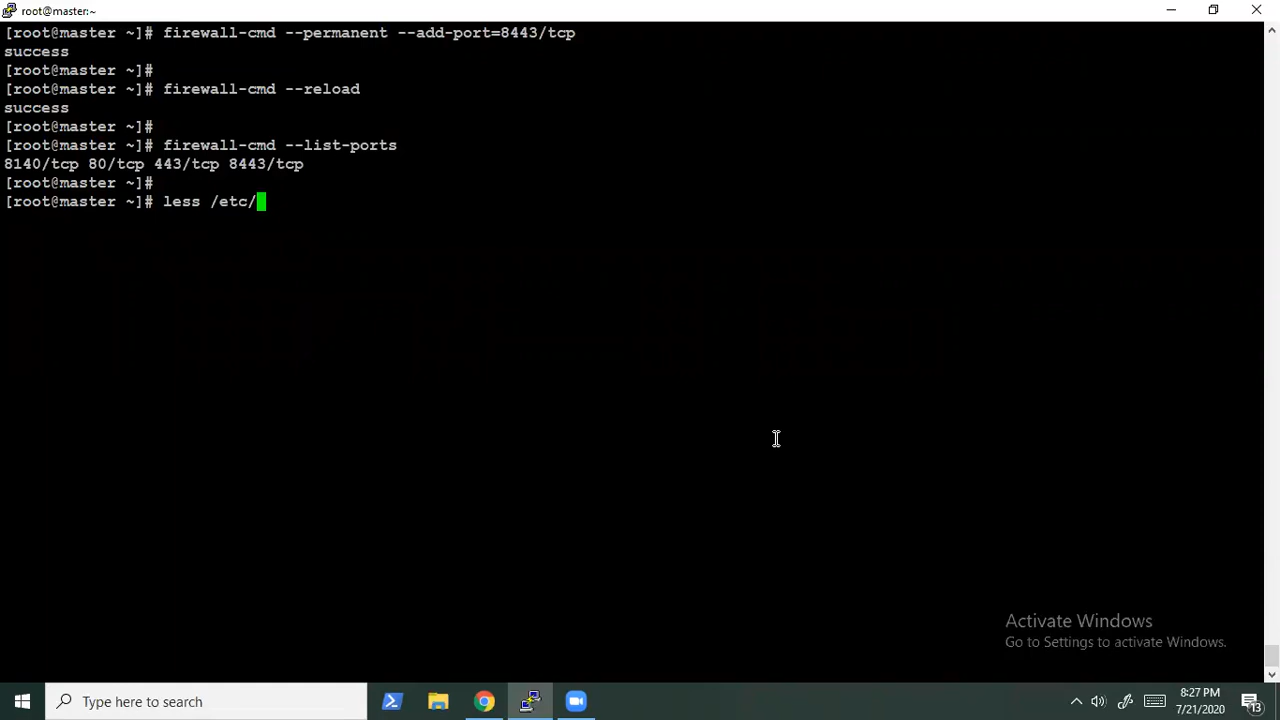 root@master:~
[root@master ~]# firewall-cmd --permanent --add-port=8443/tcp
success
[root@master ~]#
[root@master ~]# firewall-cmd --reload
success
[root@master ~]#
[root@master ~]# firewall-cmd --list-ports
8140/tcp 80/tcp 443/tcp 8443/tcp
[root@master ~]#
[root@master ~]# less /etc/
Activate Windows
Go to Settings to activate Windows.
Type here to search
8:27 PM
7/21/2020
13